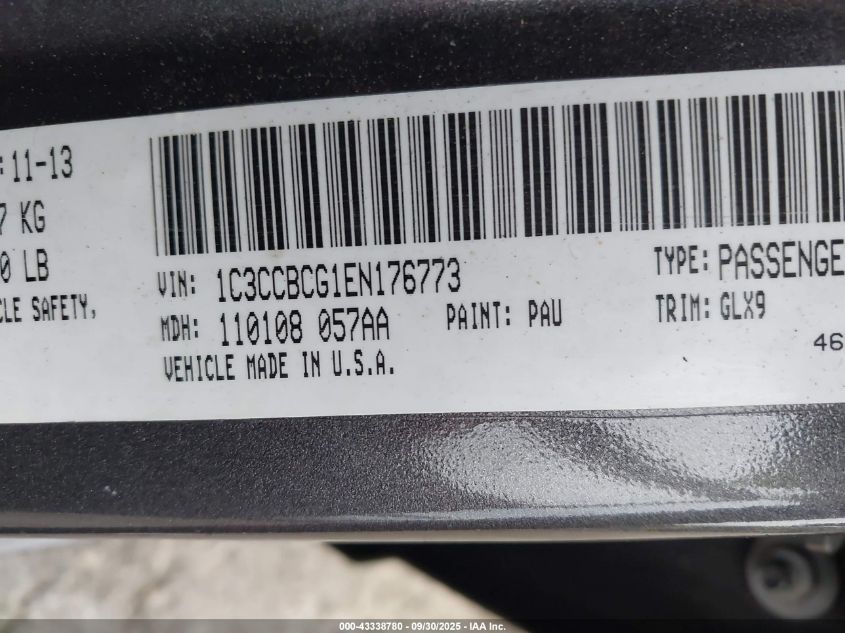 :11-13
7 KG
0 LB
CLE SAFETY,
VIN: 1C3CCBCG1EN176773
TYPE: PASSENGE
MDH: 110108 057AA
PAINT: PAU
TRIM: GLX9
VEHICLE MADE IN U.S.A.
46
000-43338780 - 09/30/2025 - IAA Inc.